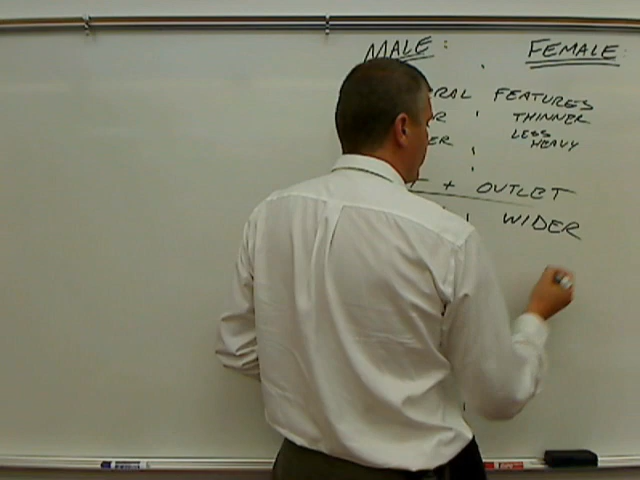 MALE: FEMALE:
RAL FEATURES
R THINNER
ER LESS HEAVY
+ OUTLET
WIDER